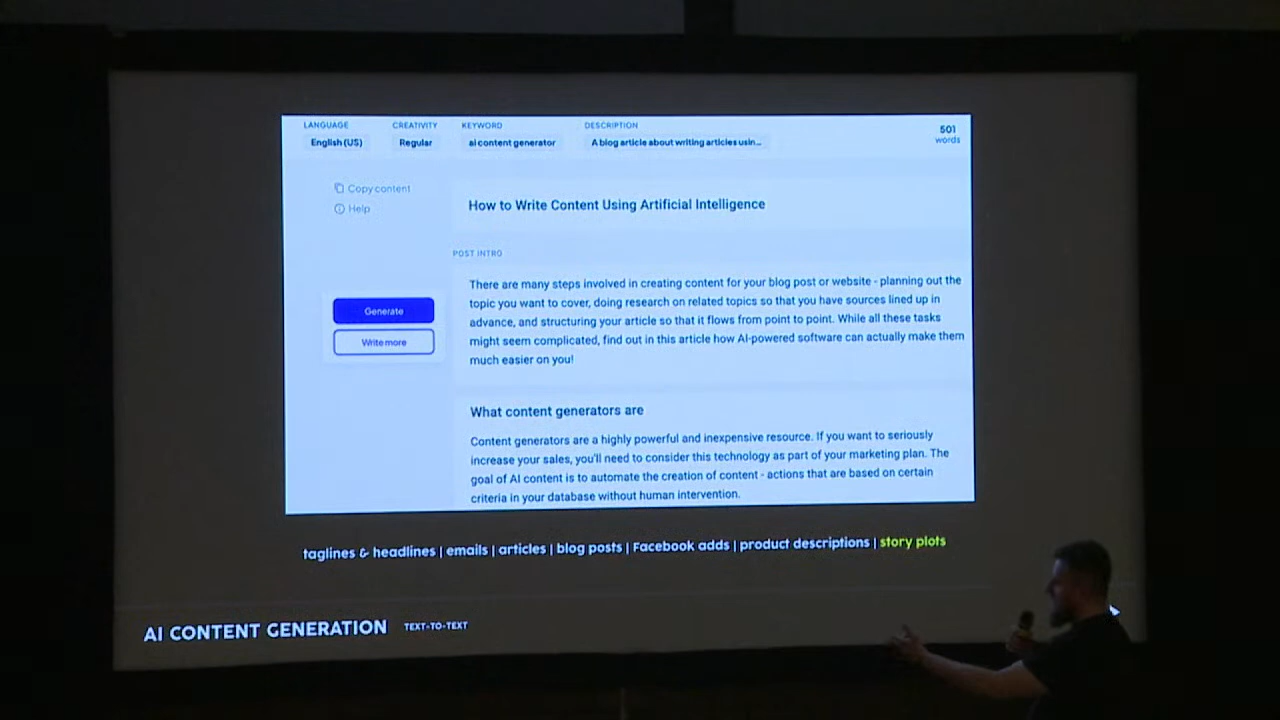 LANGUAGE CREATIVITY KEYWORD DESCRIPTION
English (US) Regular ai content generator A blog article about writing articles usin...
501
words
Copy content
Help
How to Write Content Using Artificial Intelligence
POST INTRO
There are many steps involved in creating content for your blog post or website - planning out the
topic you want to cover, doing research on related topics so that you have sources lined up in
advance, and structuring your article so that it flows from point to point. While all these tasks
might seem complicated, find out in this article how AI-powered software can actually make them
much easier on you!
Generate
Write more
What content generators are
Content generators are a highly powerful and inexpensive resource. If you want to seriously
increase your sales, you'll need to consider this technology as part of your marketing plan. The
goal of AI content is to automate the creation of content - actions that are based on certain
criteria in your database without human intervention.
taglines & headlines | emails | articles | blog posts | Facebook adds | product descriptions | story plots
AI CONTENT GENERATION TEXT-TO-TEXT